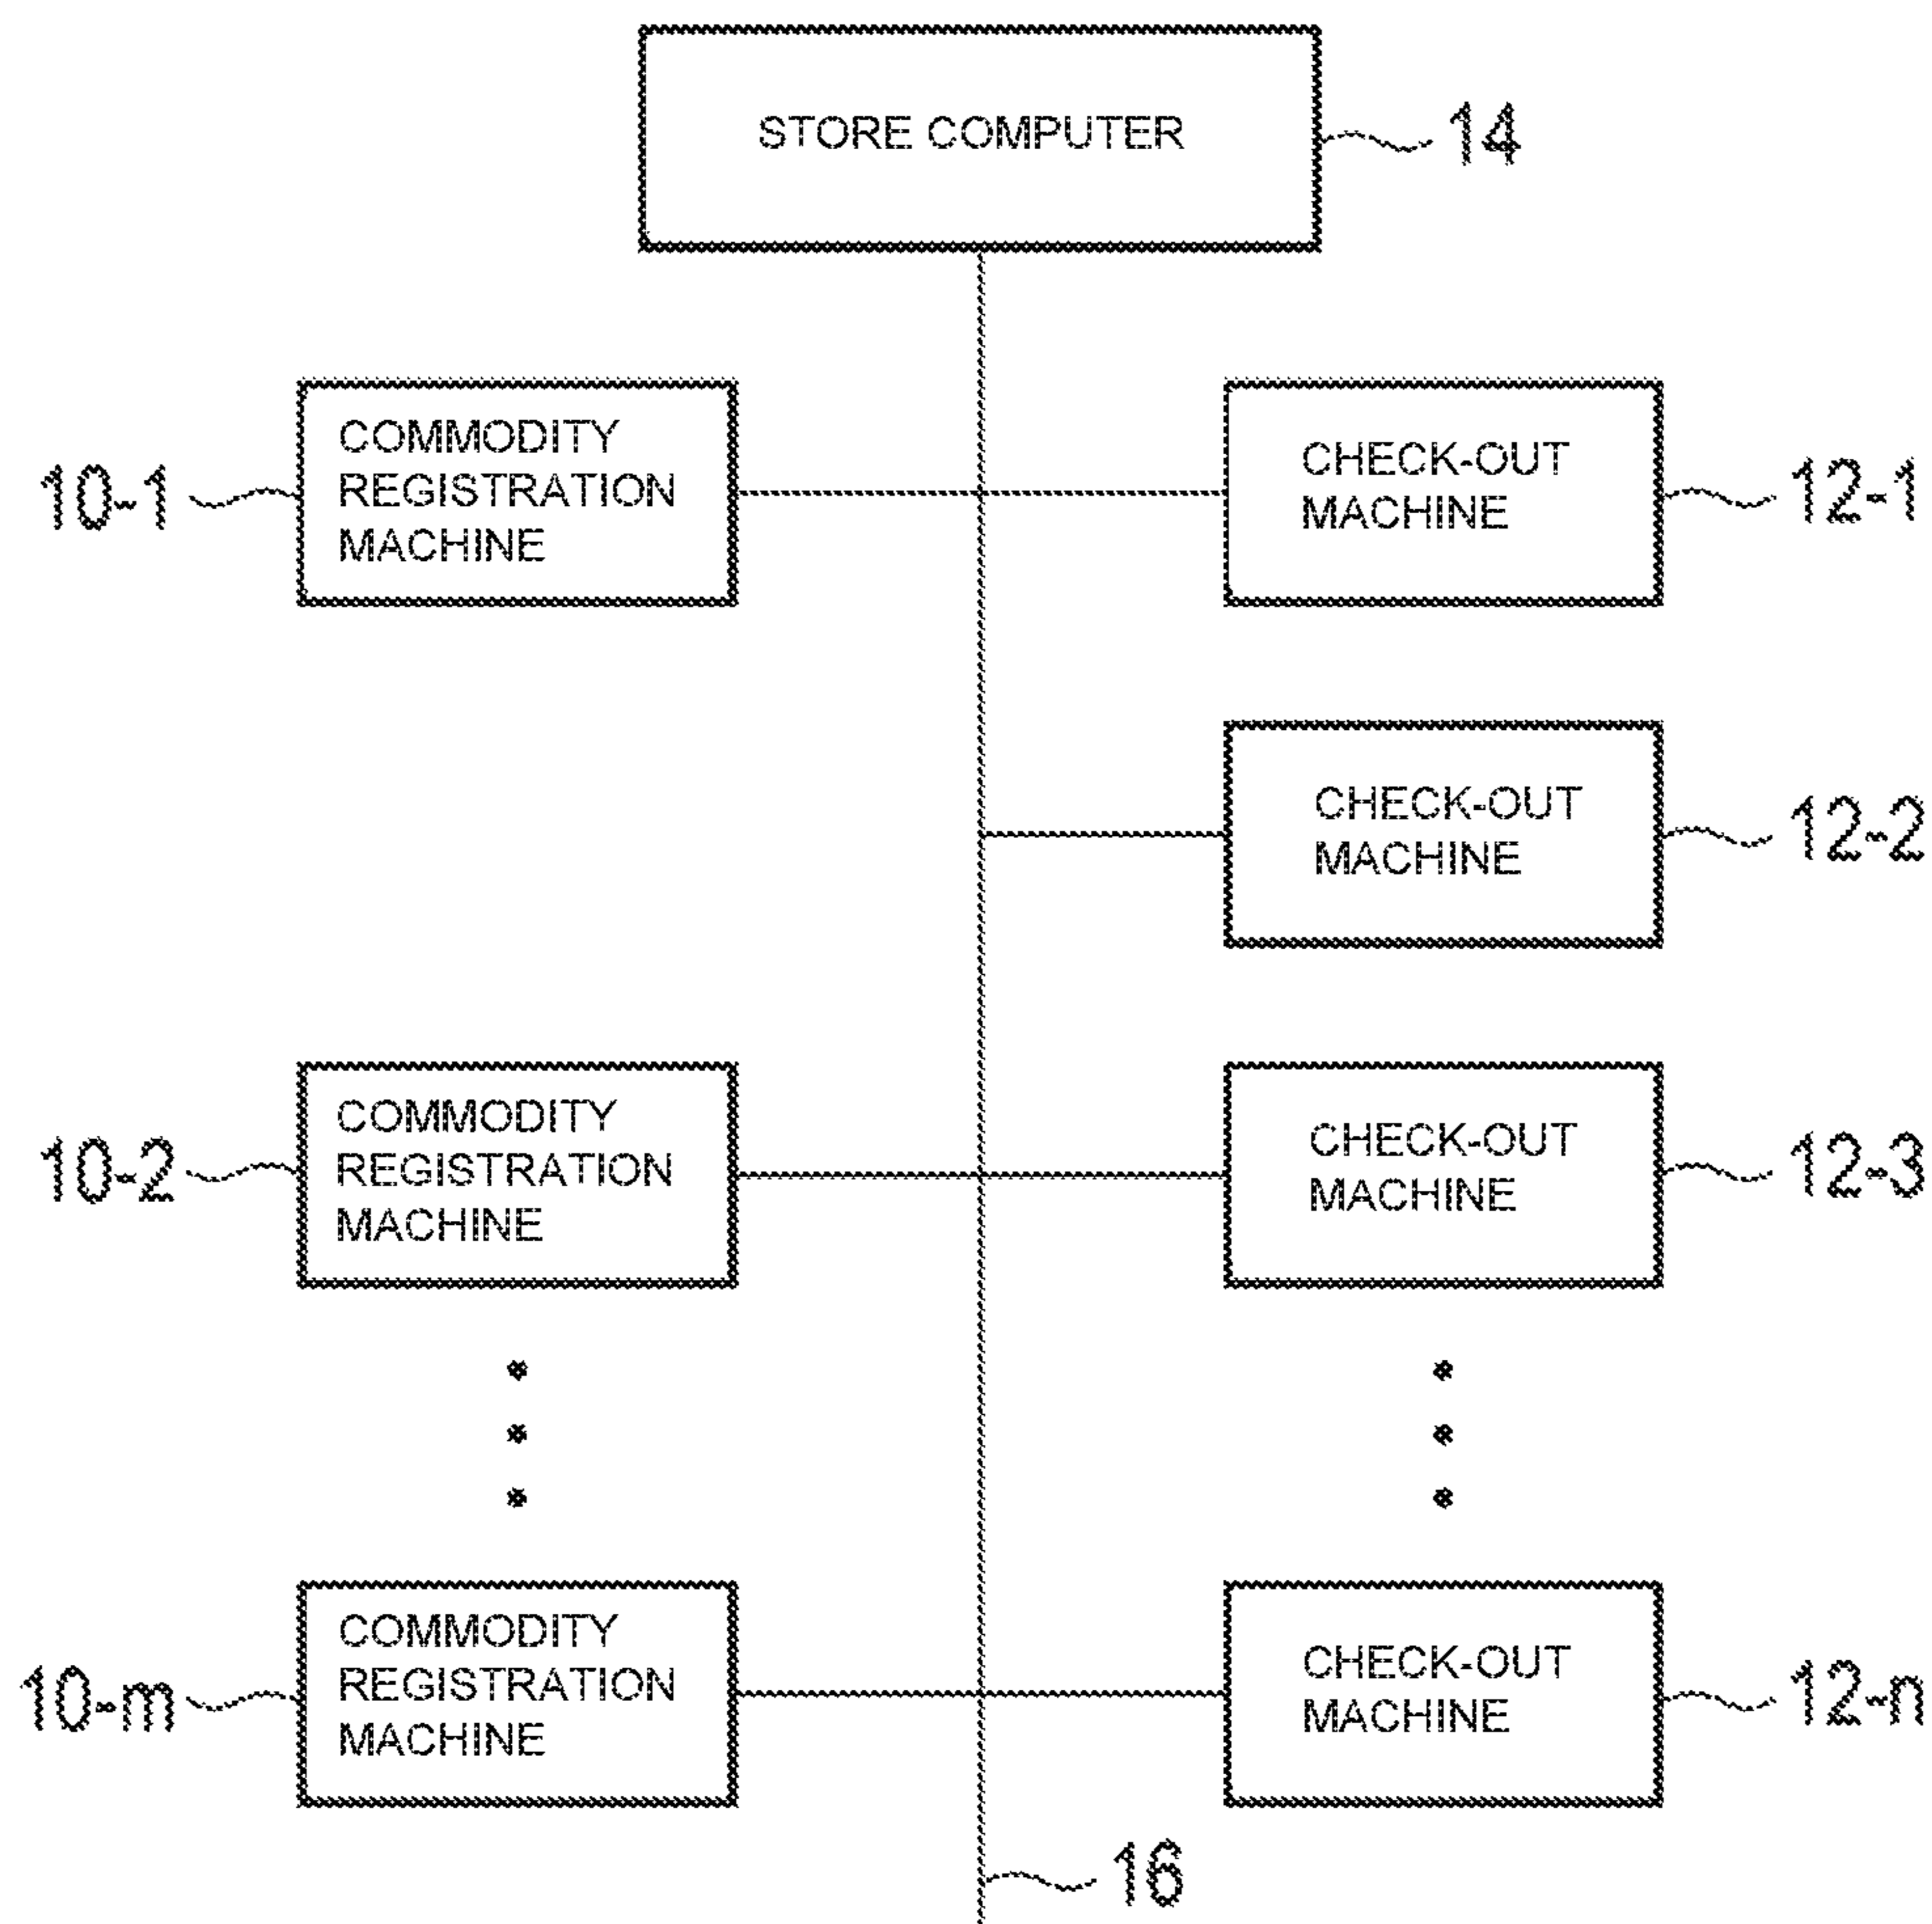 STORE COMPUTER
14
10-1
COMMODITY
REGISTRATION
MACHINE
CHECK-OUT
MACHINE
12-1
CHECK-OUT
MACHINE
12-2
10-2
COMMODITY
REGISTRATION
MACHINE
CHECK-OUT
MACHINE
12-3
10-m
COMMODITY
REGISTRATION
MACHINE
CHECK-OUT
MACHINE
12-n
16